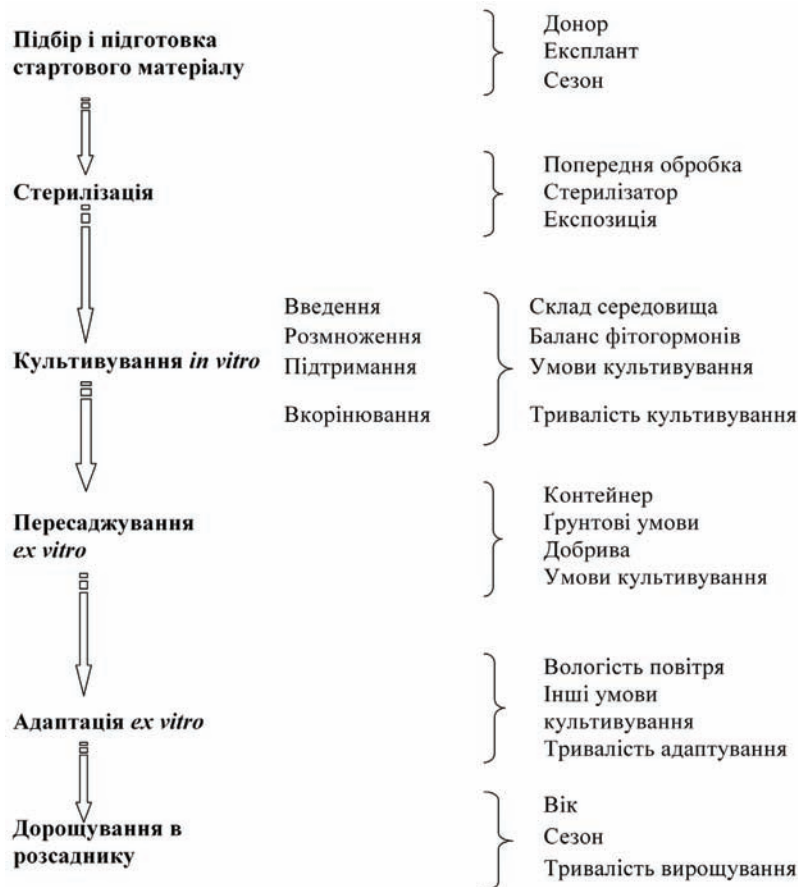 Підбір і підготовка
стартового матеріалу
Донор
Експлант
Сезон
Стерилізація
Попередня обробка
Стерилізатор
Експозиція
Культивування in vitro
Введення
Розмноження
Підтримання
Вкорінювання
Склад середовища
Баланс фітогормонів
Умови культивування
Тривалість культивування
Пересаджування
ex vitro
Контейнер
Ґрунтові умови
Добрива
Умови культивування
Адаптація ex vitro
Вологість повітря
Інші умови
культивування
Тривалість адаптування
Дорощування в
розсаднику
Вік
Сезон
Тривалість вирощування